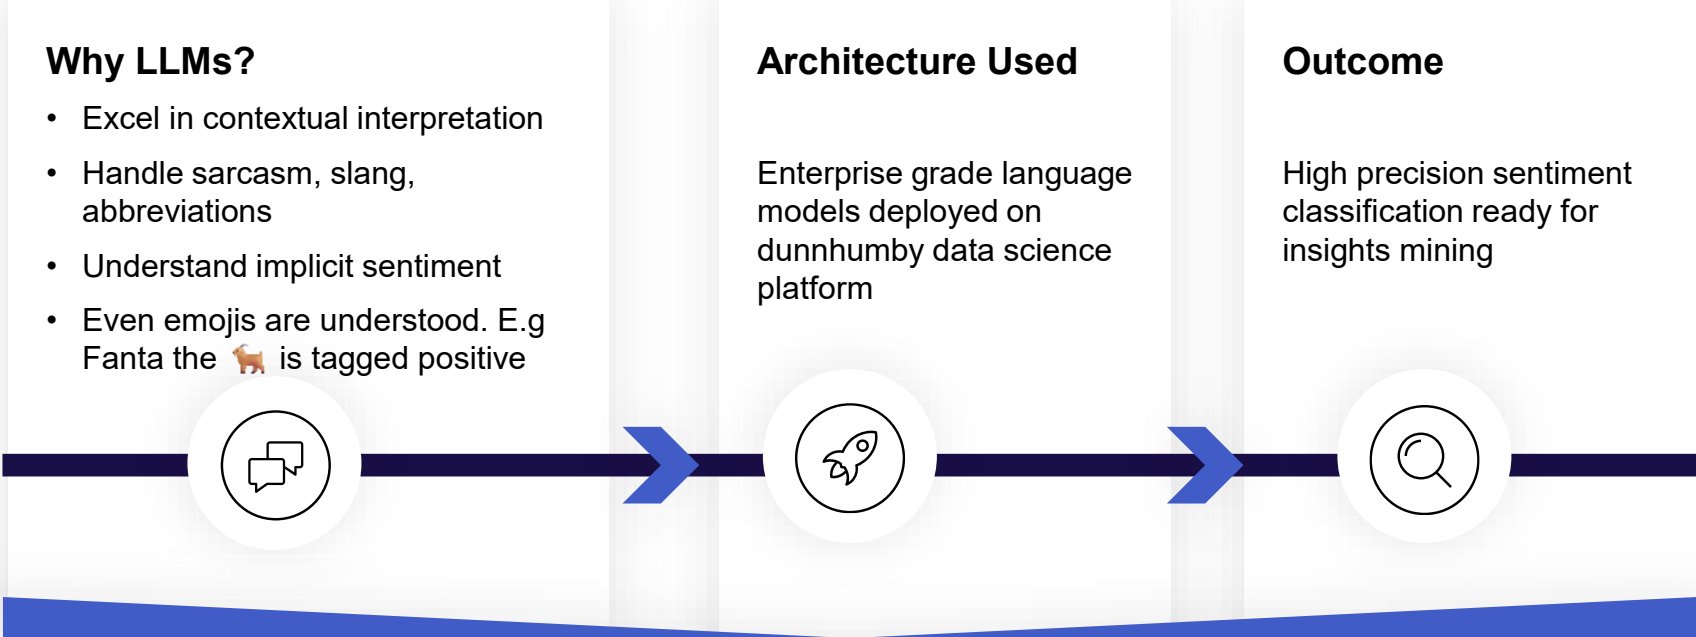 Why LLMs?
• Excel in contextual interpretation
• Handle sarcasm, slang,
abbreviations
• Understand implicit sentiment
• Even emojis are understood. E.g
Fanta the 🐐 is tagged positive
Architecture Used
Enterprise grade language
models deployed on
dunnhumby data science
platform
Outcome
High precision sentiment
classification ready for
insights mining